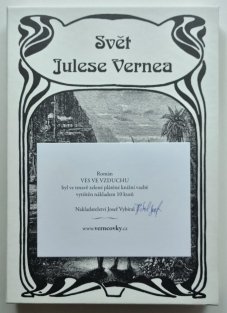 Svět
Julese Vernea
Román
VES VE VZDUCHU
byl ve tmavě zelené plátěné knižní vazbě
vytištěn nákladem 10 kusů
Nakladatelství Josef Vybíral
www.vernovky.cz